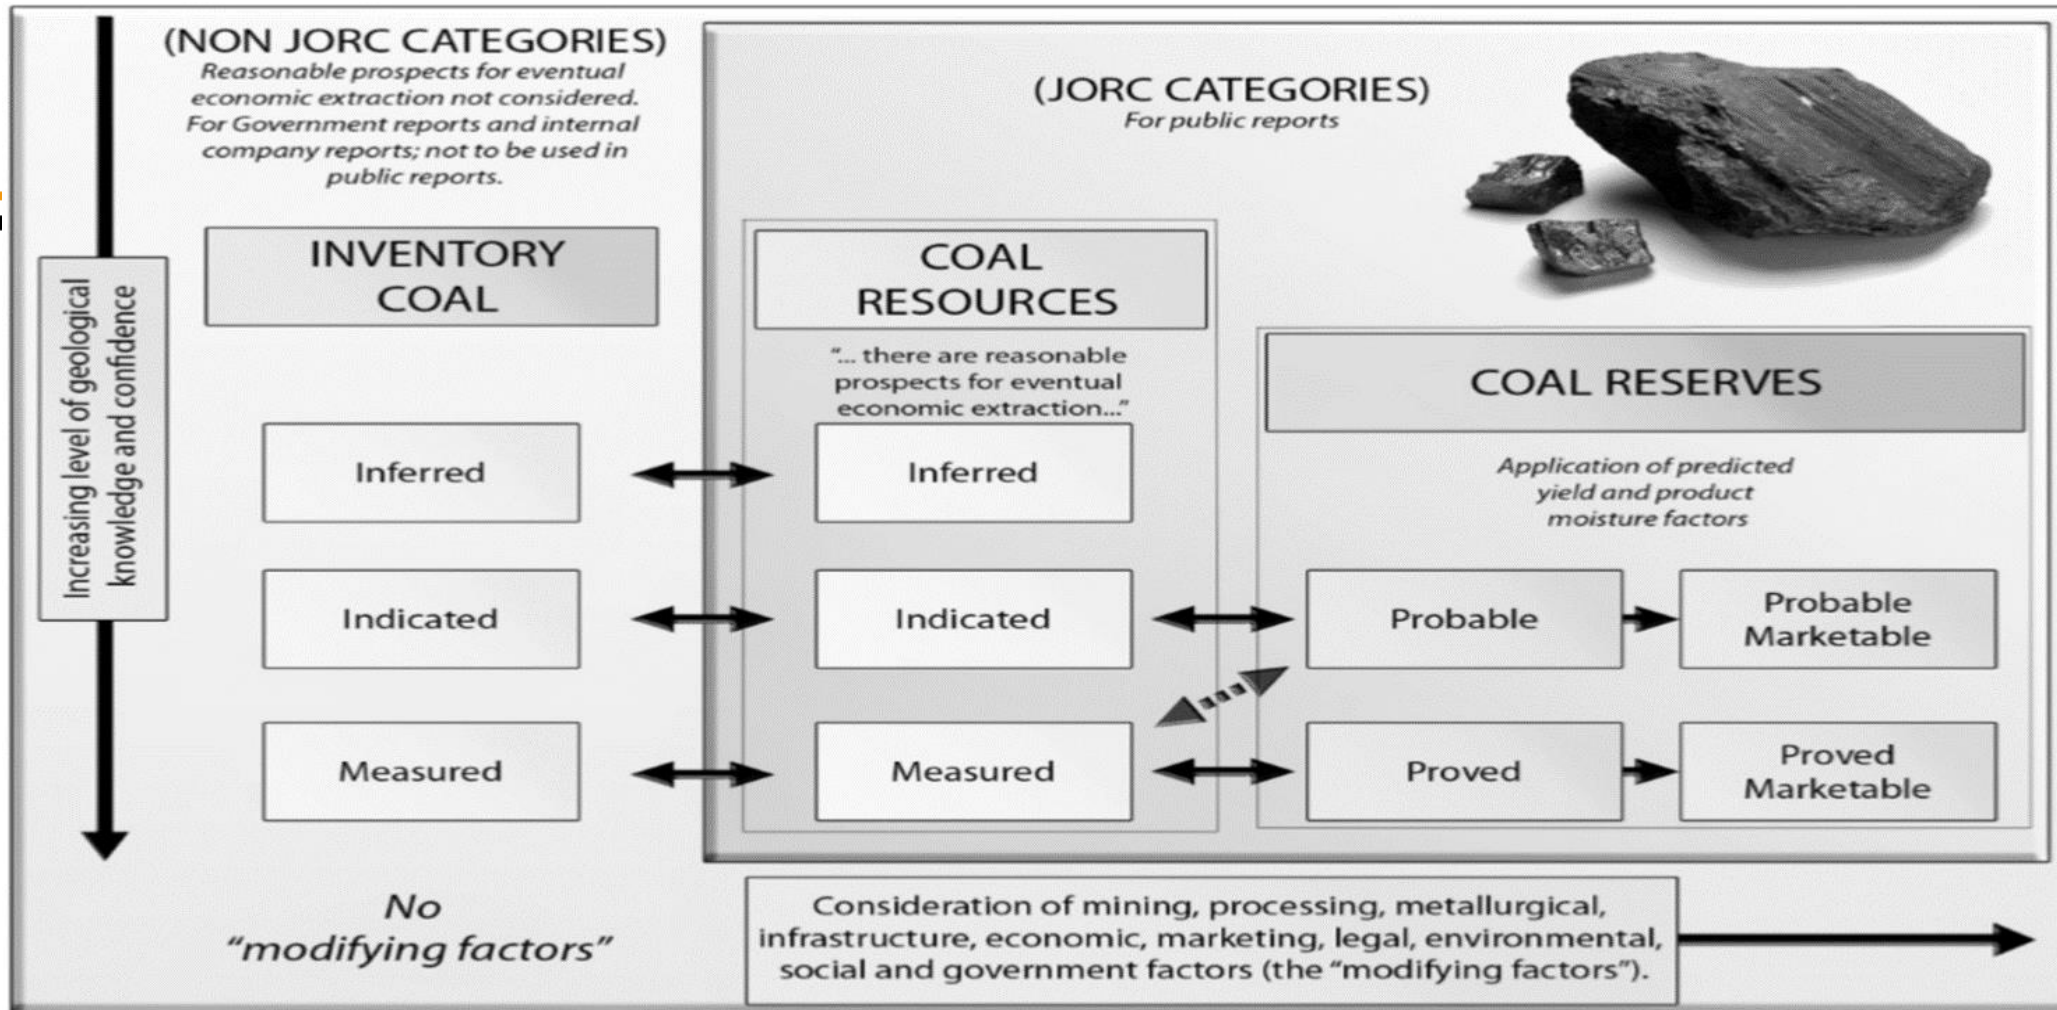 (NON JORC CATEGORIES)
Reasonable prospects for eventual
economic extraction not considered.
For Government reports and internal
company reports; not to be used in
public reports.
(JORC CATEGORIES)
For public reports
Increasing level of geological
knowledge and confidence
INVENTORY
COAL
COAL
RESOURCES
"... there are reasonable
prospects for eventual
economic extraction..."
COAL RESERVES
Application of predicted
yield and product
moisture factors
Inferred
Inferred
Indicated
Indicated
Probable
Probable
Marketable
Measured
Measured
Proved
Proved
Marketable
No
"modifying factors"
Consideration of mining, processing, metallurgical,
infrastructure, economic, marketing, legal, environmental,
social and government factors (the "modifying factors").